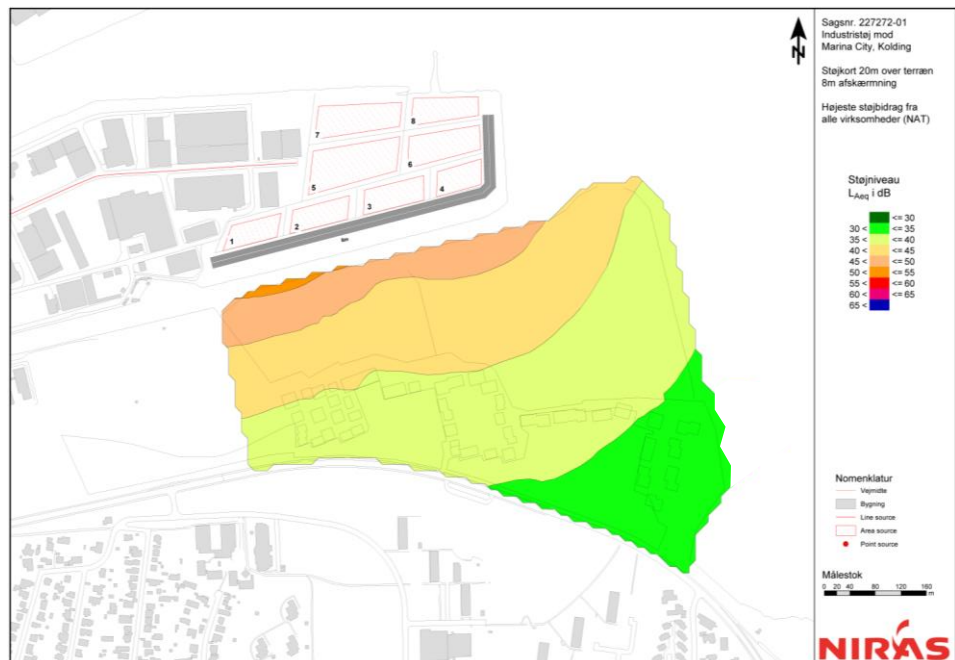 Sagsnr. 227272-01
Industristøj mod
Marina City, Kolding
Støjkort 20m over terræn
8m afskærmning
Højeste støjbidrag fra
alle virksomheder (NAT)
N
Støjniveau
LAeq i dB
<= 30
30 < <= 35
35 < <= 40
40 < <= 45
45 < <= 50
50 < <= 55
55 < <= 60
60 < <= 65
65 <
7
8
5
6
4
3
2
1
8m
Nomenklatur
Vejmidte
Bygning
Line source
Area source
Point source
Målestok
0 20 40 80 120 160
m
NIRÁS